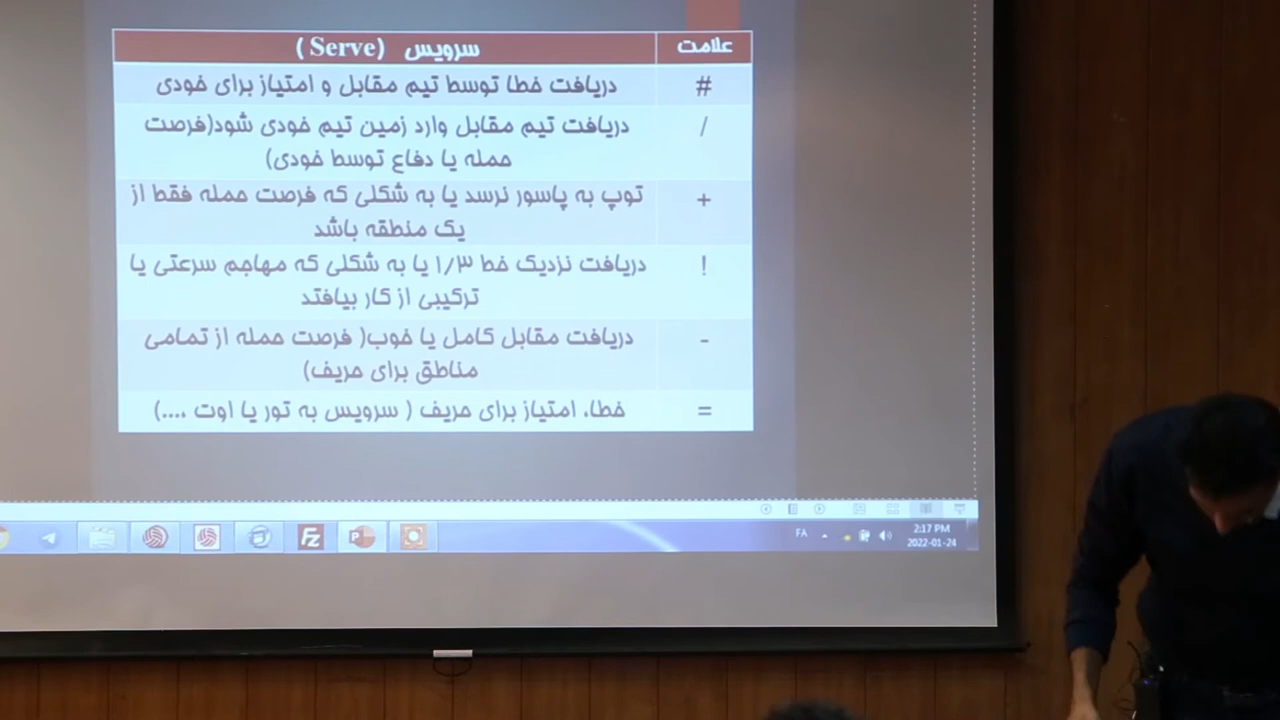 علامت سرویس (Serve)
# دریافت خطا توسط تیم مقابل و امتیاز برای خودی
/ دریافت تیم مقابل وارد زمین تیم خودی شود(فرصت
حمله یا دفاع توسط خودی)
+ توپ به پاسور نرسد یا به شکلی که فرصت حمله فقط از
یک منطقه باشد
! دریافت نزدیک خط ۱/۳ یا به شکلی که مهاجم سرعتی یا
ترکیبی از کار بیافتد
- دریافت مقابل کامل یا خوب( فرصت حمله از تمامی
مناطق برای حریف)
= خطا، امتیاز برای حریف ( سرویس به تور یا اوت ،...)
FA
2:17 PM
2022-01-24